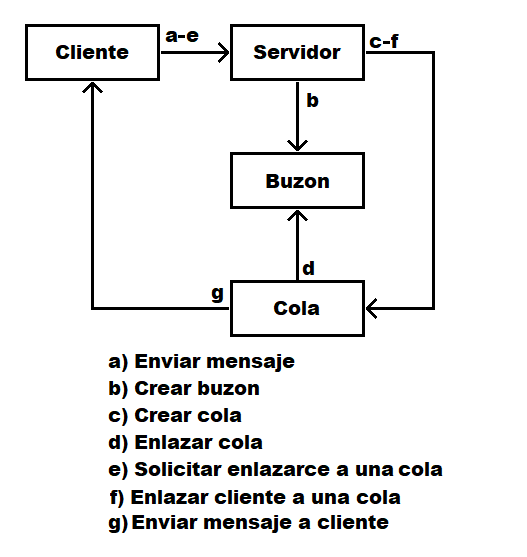 Cliente
a-e
Servidor
c-f
b
Buzon
d
g
Cola
a) Enviar mensaje
b) Crear buzon
c) Crear cola
d) Enlazar cola
e) Solicitar enlazarce a una cola
f) Enlazar cliente a una cola
g) Enviar mensaje a cliente